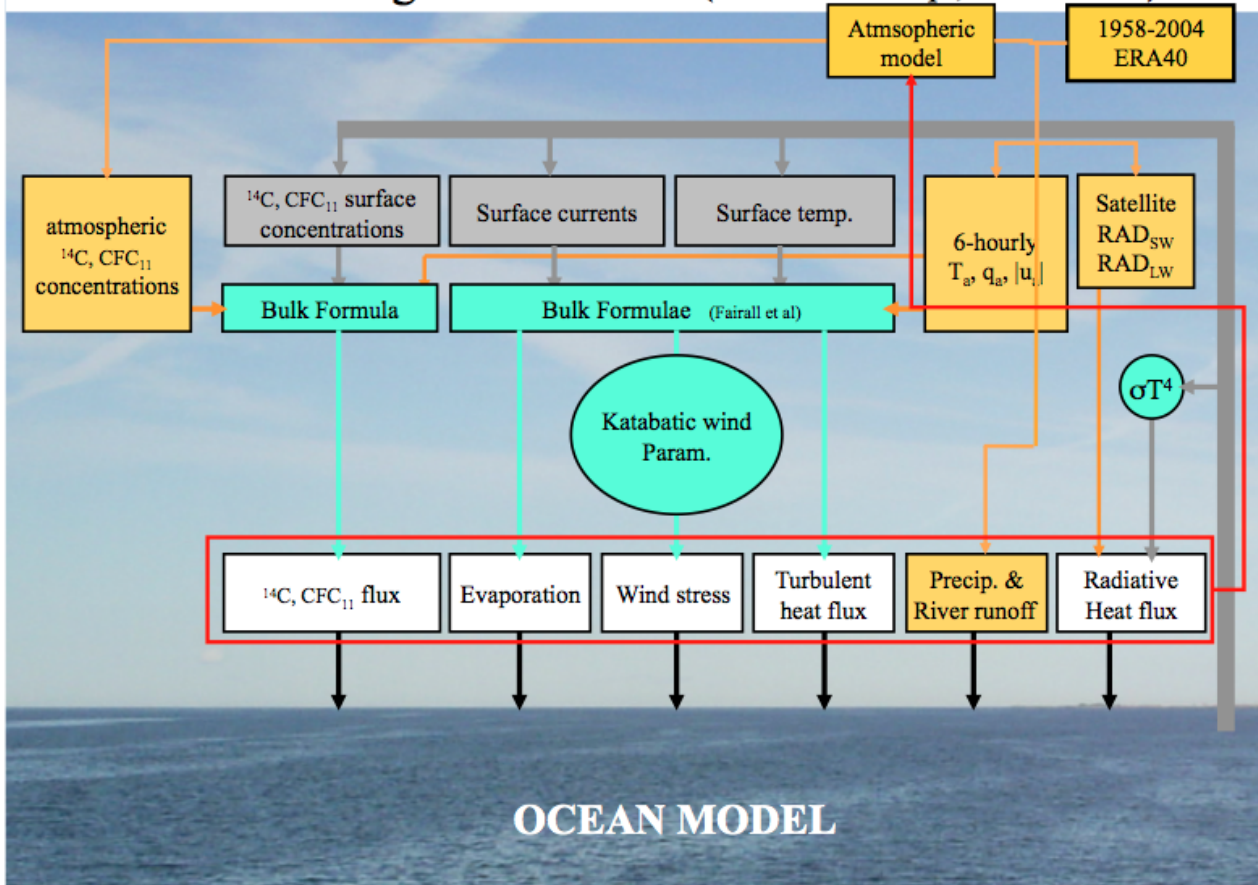 Atmsopheric
model
1958-2004
ERA40
atmospheric
¹⁴C, CFC₁₁
concentrations
¹⁴C, CFC₁₁ surface
concentrations
Surface currents
Surface temp.
6-hourly
Tₐ, qₐ, |uₐ|
Satellite
RAD_SW
RAD_LW
Bulk Formula
Bulk Formulae (Fairall et al)
σT⁴
Katabatic wind
Param.
¹⁴C, CFC₁₁ flux
Evaporation
Wind stress
Turbulent
heat flux
Precip. &
River runoff
Radiative
Heat flux
OCEAN MODEL